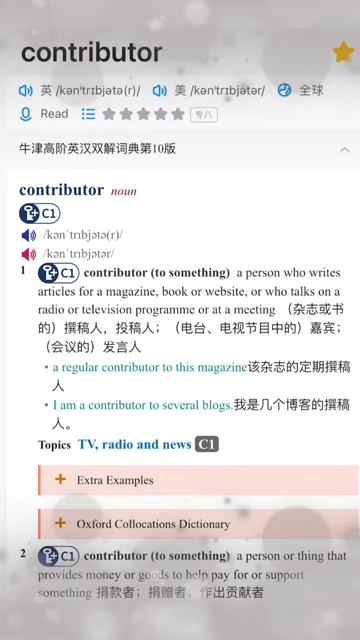 contributor
英 /kən'trɪbjətə(r)/ 美 /kən'trɪbjətər/ 全球
Read 专八
牛津高阶英汉双解词典第10版
contributor noun
C1
/kənˈtrɪbjətə(r)/
/kənˈtrɪbjətər/
1 C1 contributor (to something) a person who writes
articles for a magazine, book or website, or who talks on a
radio or television programme or at a meeting （杂志或书
的）撰稿人，投稿人；（电台、电视节目中的）嘉宾；
（会议的）发言人
• a regular contributor to this magazine该杂志的定期撰稿
人
• I am a contributor to several blogs.我是几个博客的撰稿
人。
Topics TV, radio and news C1
+ Extra Examples
+ Oxford Collocations Dictionary
2 C1 contributor (to something) a person or thing that
provides money or goods to help pay for or support
something 捐款者；捐赠者；作出贡献者